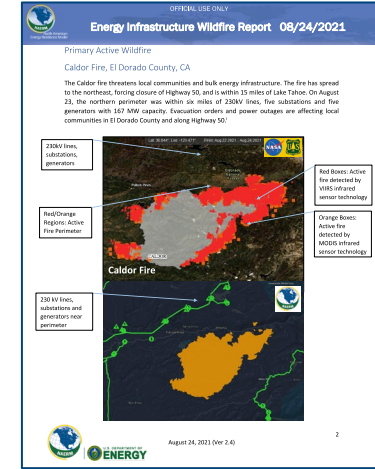 OFFICIAL USE ONLY
Energy Infrastructure Wildfire Report 08/24/2021
Primary Active Wildfire
Caldor Fire, El Dorado County, CA
The Caldor fire threatens local communities and bulk energy infrastructure. The fire has spread
to the northeast, forcing closure of Highway 50, and is within 15 miles of Lake Tahoe. On August
23, the northern perimeter was within six miles of 230kV lines, five substations and five
generators with 167 MW capacity. Evacuation orders and power outages are affecting local
communities in El Dorado County and along Highway 50.
230kV lines,
substations,
generators
NASA
Red Boxes: Active
fire detected by
VIIRS infrared
sensor technology
Red/Orange
Regions: Active
Fire Perimeter
Orange Boxes:
Active fire
detected by
MODIS infrared
sensor technology
CALDOR
Caldor Fire
230 kV lines,
substations and
generators near
perimeter
2
NAERM
U.S. DEPARTMENT OF
ENERGY
August 24, 2021 (Ver 2.4)